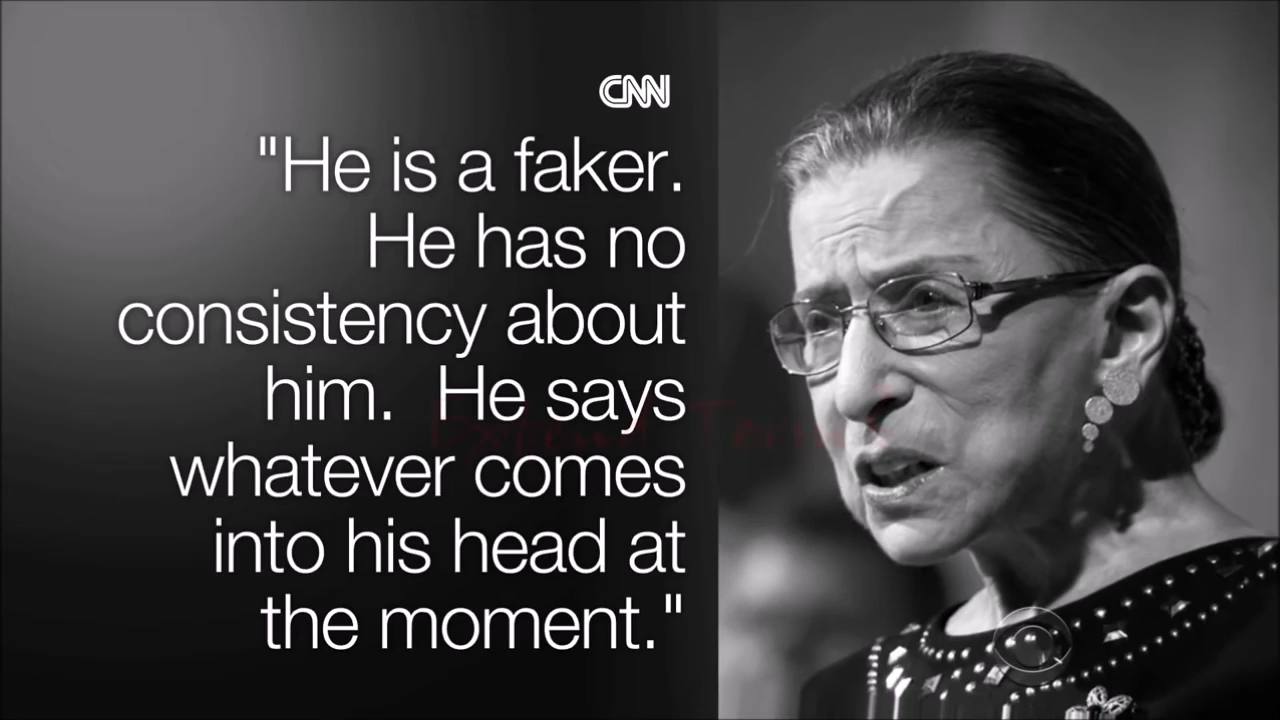 CNN
"He is a faker.
He has no
consistency about
him. He says
whatever comes
into his head at
the moment."